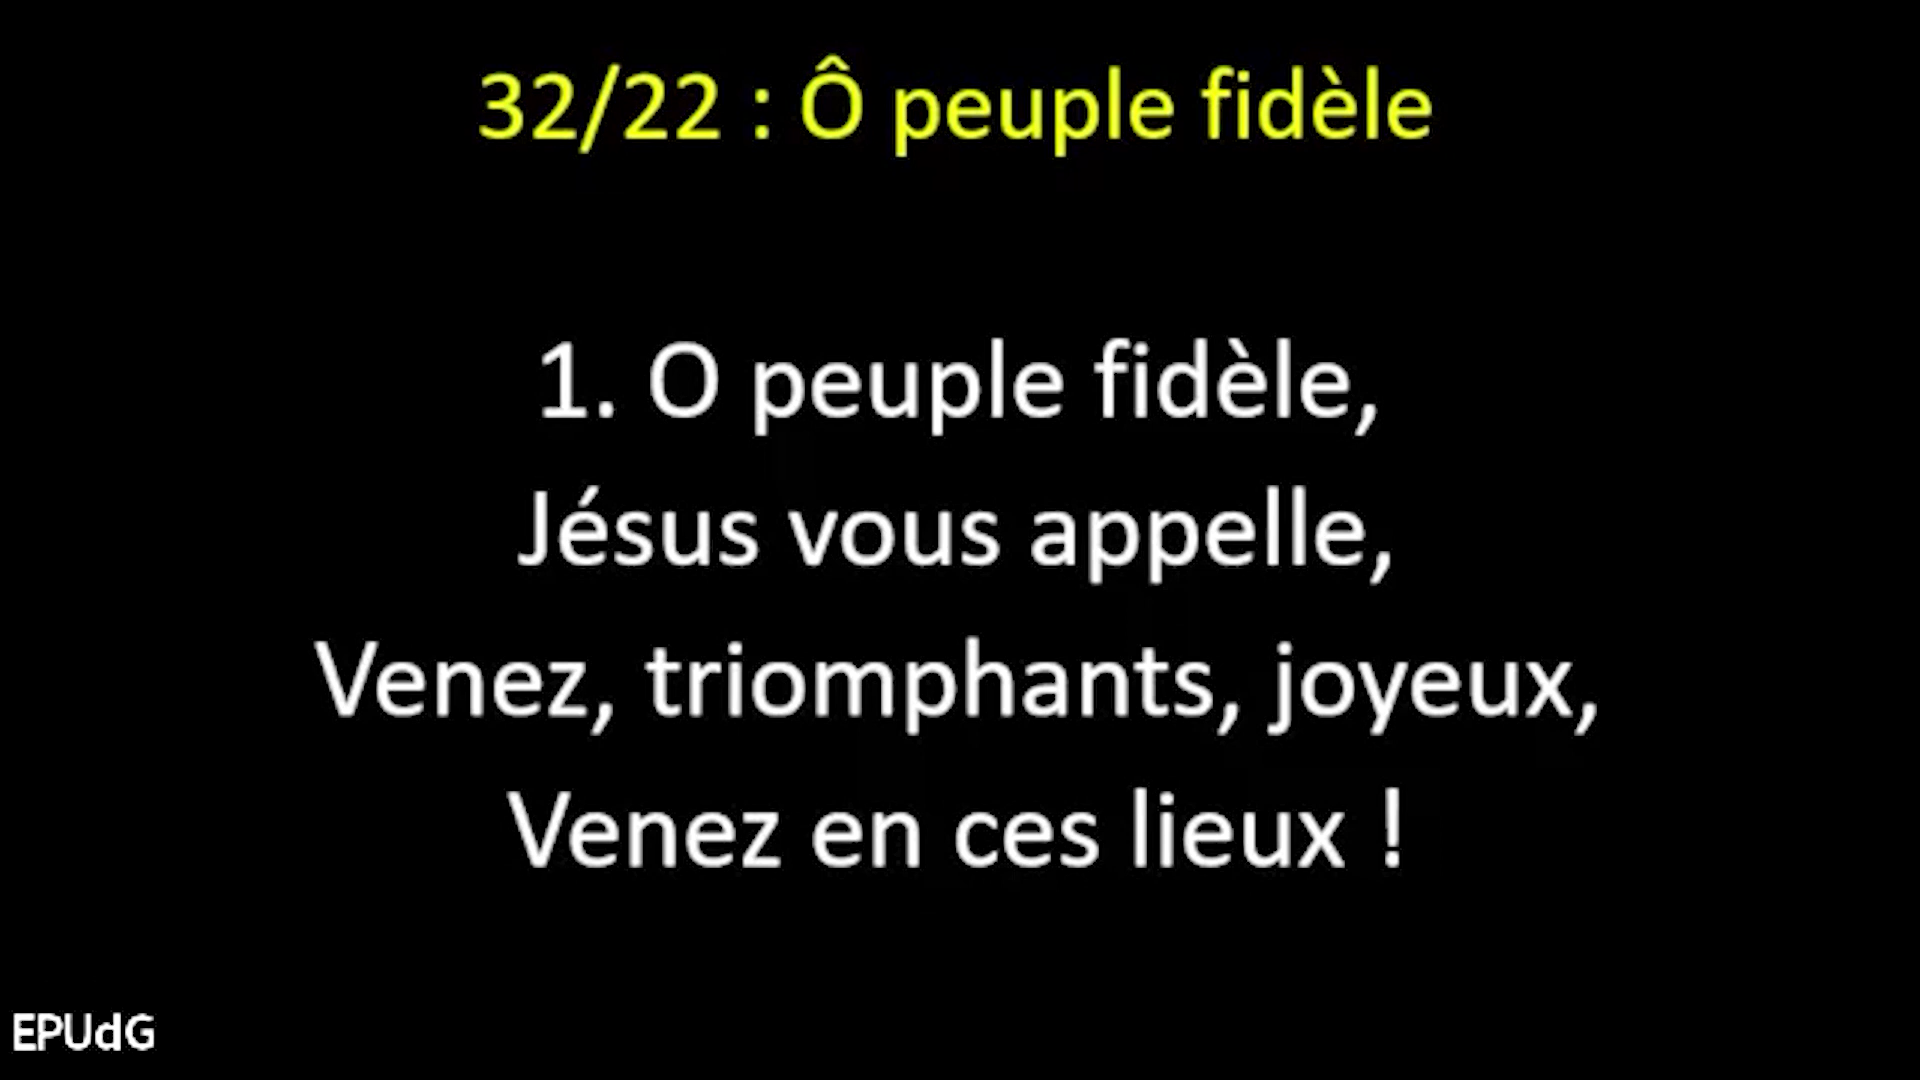 32/22 : Ô peuple fidèle
1. O peuple fidèle,
Jésus vous appelle,
Venez, triomphants, joyeux,
Venez en ces lieux !
EPUdG